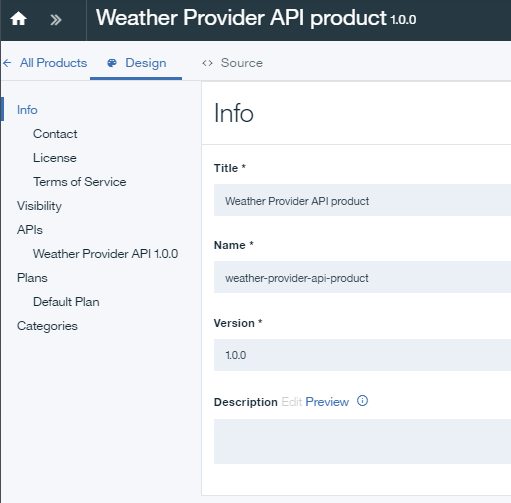 Weather Provider API product 1.0.0
All Products Design Source
Info
Contact
License
Terms of Service
Visibility
APIs
Weather Provider API 1.0.0
Plans
Default Plan
Categories
Info
Title *
Weather Provider API product
Name *
weather-provider-api-product
Version *
1.0.0
Description Edit Preview